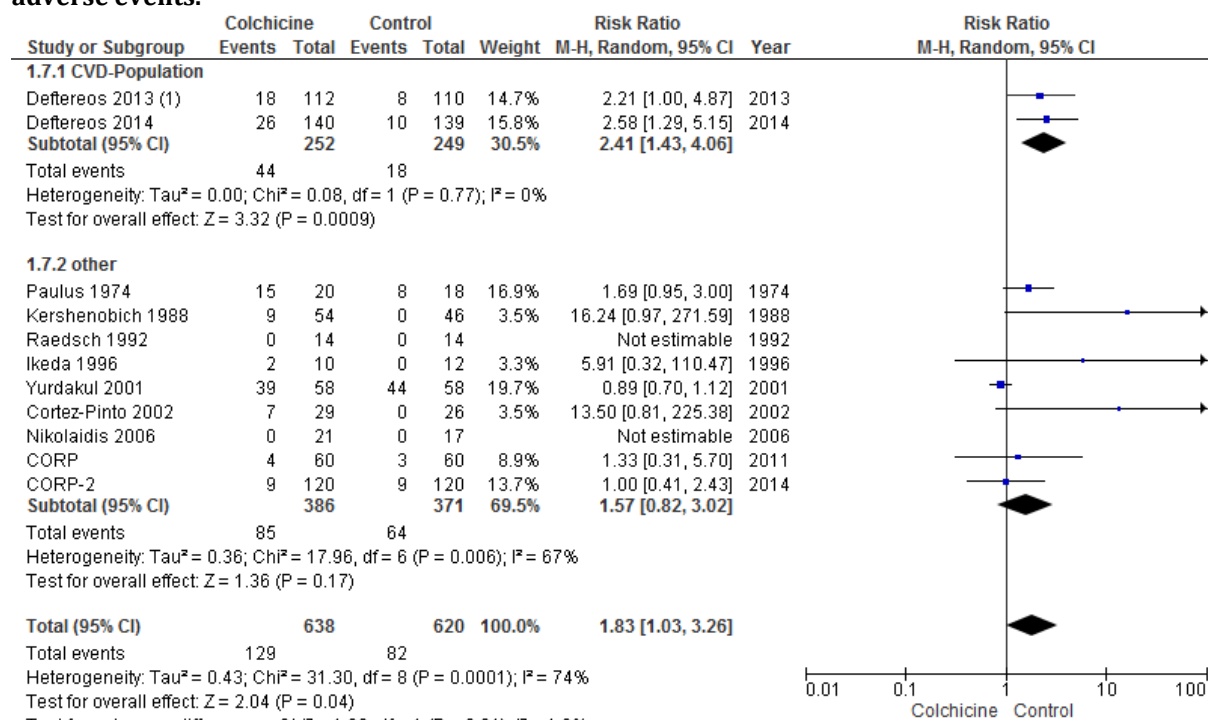 adverse events.
Colchicine Control Risk Ratio Risk Ratio
Study or Subgroup Events Total Events Total Weight M-H, Random, 95% CI Year M-H, Random, 95% CI
1.7.1 CVD-Population
Deftereos 2013 (1) 18 112 8 110 14.7% 2.21 [1.00, 4.87] 2013
Deftereos 2014 26 140 10 139 15.8% 2.58 [1.29, 5.15] 2014
Subtotal (95% CI) 252 249 30.5% 2.41 [1.43, 4.06]
Total events 44 18
Heterogeneity: Tau² = 0.00; Chi² = 0.08, df = 1 (P = 0.77); I² = 0%
Test for overall effect: Z = 3.32 (P = 0.0009)
1.7.2 other
Paulus 1974 15 20 8 18 16.9% 1.69 [0.95, 3.00] 1974
Kershenobich 1988 9 54 0 46 3.5% 16.24 [0.97, 271.59] 1988
Raedsch 1992 0 14 0 14 Not estimable 1992
Ikeda 1996 2 10 0 12 3.3% 5.91 [0.32, 110.47] 1996
Yurdakul 2001 39 58 44 58 19.7% 0.89 [0.70, 1.12] 2001
Cortez-Pinto 2002 7 29 0 26 3.5% 13.50 [0.81, 225.38] 2002
Nikolaidis 2006 0 21 0 17 Not estimable 2006
CORP 4 60 3 60 8.9% 1.33 [0.31, 5.70] 2011
CORP-2 9 120 9 120 13.7% 1.00 [0.41, 2.43] 2014
Subtotal (95% CI) 386 371 69.5% 1.57 [0.82, 3.02]
Total events 85 64
Heterogeneity: Tau² = 0.36; Chi² = 17.96, df = 6 (P = 0.006); I² = 67%
Test for overall effect: Z = 1.36 (P = 0.17)
Total (95% CI) 638 620 100.0% 1.83 [1.03, 3.26]
Total events 129 82
Heterogeneity: Tau² = 0.43; Chi² = 31.30, df = 8 (P = 0.0001); I² = 74%
Test for overall effect: Z = 2.04 (P = 0.04)
0.01 0.1 1 10 100
Colchicine Control